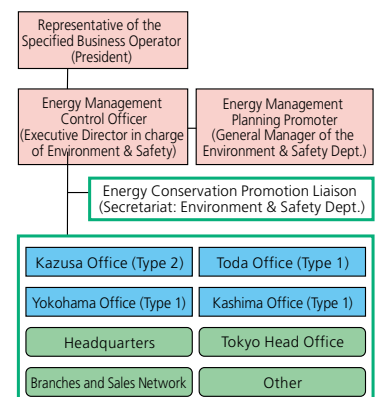 Representative of the
Specified Business Operator
(President)
Energy Management
Control Officer
(Executive Director in charge
of Environment & Safety)
Energy Management
Planning Promoter
(General Manager of the
Environment & Safety Dept.)
Energy Conservation Promotion Liaison
(Secretariat: Environment & Safety Dept.)
Kazusa Office (Type 2)
Toda Office (Type 1)
Yokohama Office (Type 1)
Kashima Office (Type 1)
Headquarters
Tokyo Head Office
Branches and Sales Network
Other